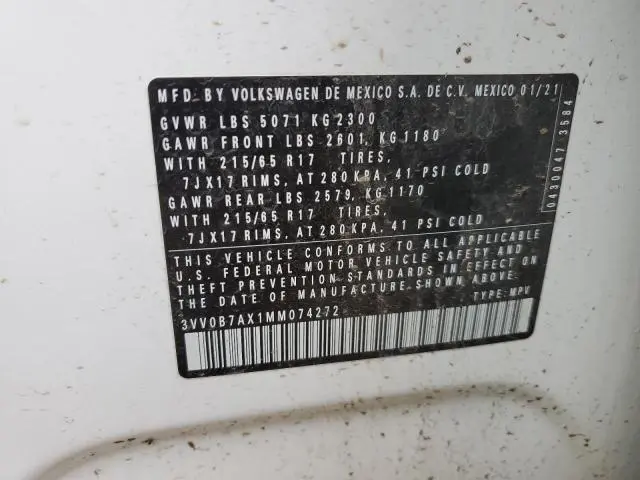 MFD. BY VOLKSWAGEN DE MEXICO S.A. DE C.V. MEXICO 01/21
GVWR LBS 5071 KG 2300
GAWR FRONT LBS 2601, KG 1180
WITH 215/65 R17 TIRES,
7JX17 RIMS, AT 280 KPA, 41 PSI COLD
GAWR REAR LBS 2579, KG 1170
WITH 215/65 R17 TIRES,
7JX17 RIMS, AT 280 KPA, 41 PSI COLD
THIS VEHICLE CONFORMS TO ALL APPLICABLE
U.S. FEDERAL MOTOR VEHICLE SAFETY AND
THEFT PREVENTION STANDARDS IN EFFECT ON
DATE OF MANUFACTURE SHOWN ABOVE.
3VV0B7AX1MM074272 TYPE: MPV
0430047 3584